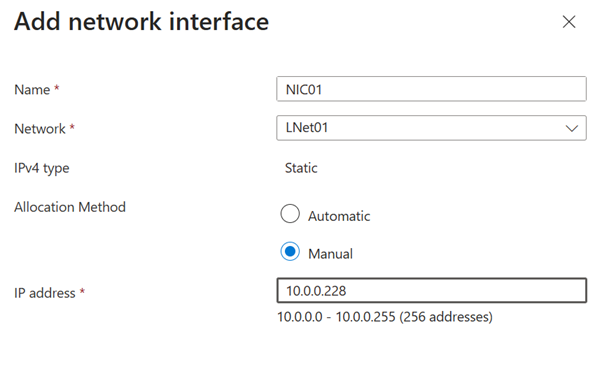 Add network interface
Name * NIC01
Network * LNet01
IPv4 type Static
Allocation Method Automatic
Manual
IP address * 10.0.0.228
10.0.0.0 - 10.0.0.255 (256 addresses)